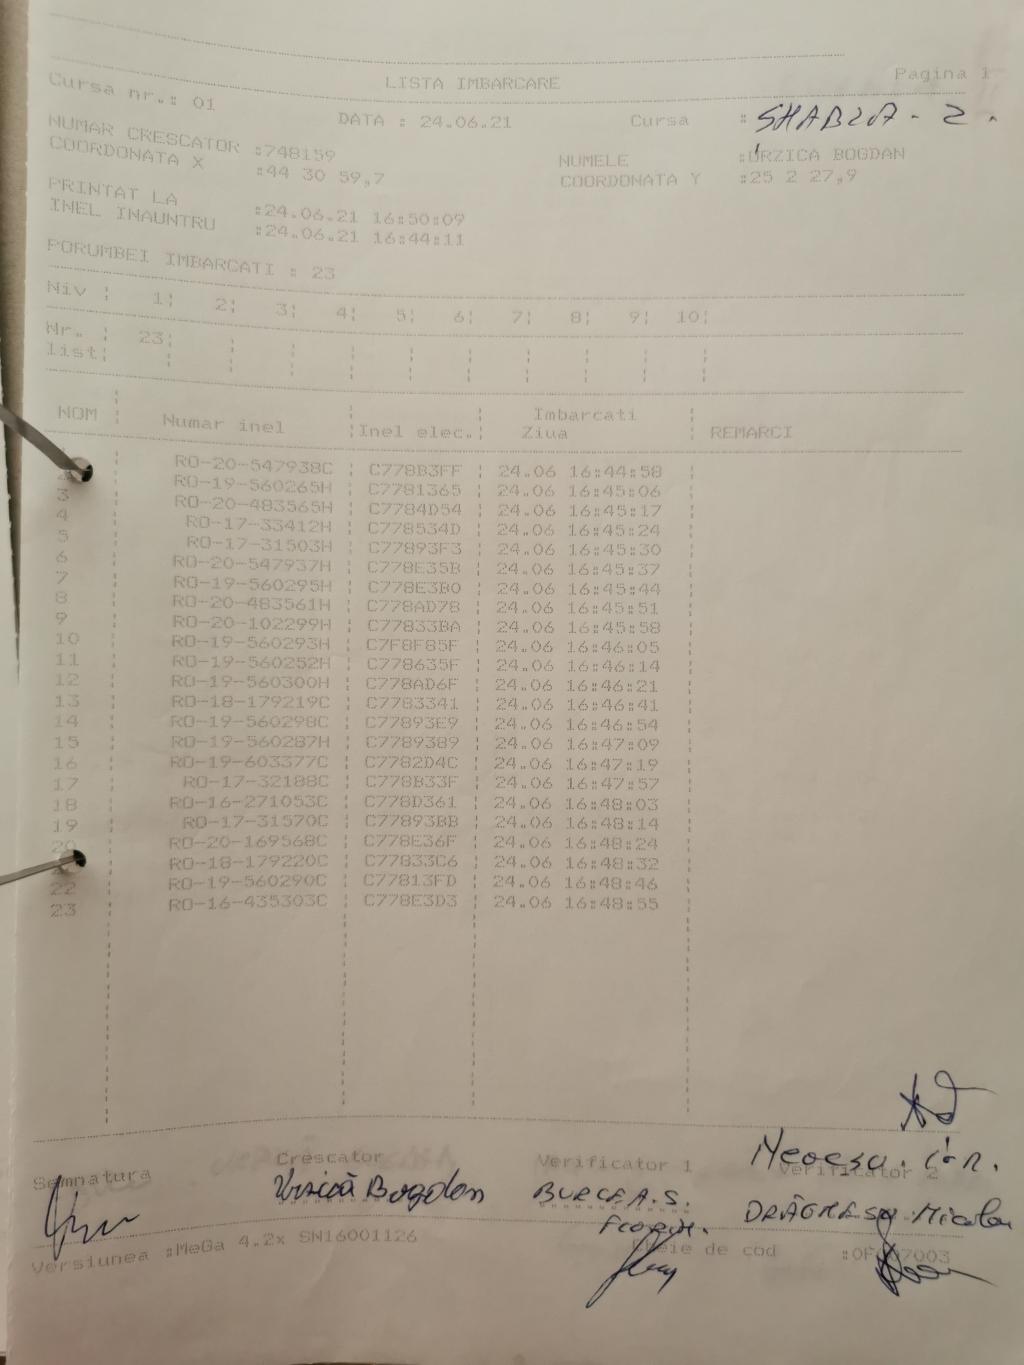 LISTA IMBARCARE Pagina 1
Cursa nr.: 01
DATA : 24.06.21 Cursa : SHABLA - 2.
NUMAR CRESCATOR :748159 NUMELE :URZICA BOGDAN
COORDONATA X :44 30 59,7 COORDONATA Y :25 2 27,9
PRINTAT LA :24.06.21 16:50:09
INEL INAUNTRU :24.06.21 16:44:11
PORUMBEI IMBARCATI : 23
Niv : 1: 2: 3: 4: 5: 6: 7: 8: 9: 10:
Nr. : 23:
list:
NOM Numar inel Inel elec. Imbarcati
Ziua REMARCI
RO-20-547938C C778B3FF 24.06 16:44:58
RO-19-560265H C7781365 24.06 16:45:06
3 RO-20-483565H C7784D54 24.06 16:45:17
4 RO-17-33412H C778534D 24.06 16:45:24
5 RO-17-31503H C77893F3 24.06 16:45:30
6 RO-20-547937H C778E35B 24.06 16:45:37
7 RO-19-560295H C778E3B0 24.06 16:45:44
8 RO-20-483561H C778AD78 24.06 16:45:51
9 RO-20-102299H C77833BA 24.06 16:45:58
10 RO-19-560293H C7F8F85F 24.06 16:46:05
11 RO-19-560252H C778635F 24.06 16:46:14
12 RO-19-560300H C778AD6F 24.06 16:46:21
13 RO-18-179219C C7783341 24.06 16:46:41
14 RO-19-560298C C77893E9 24.06 16:46:54
15 RO-19-560287H C7789389 24.06 16:47:09
16 RO-19-603377C C7782D4C 24.06 16:47:19
17 RO-17-32188C C778B33F 24.06 16:47:57
18 RO-16-271053C C778D361 24.06 16:48:03
19 RO-17-31570C C77893BB 24.06 16:48:14
20 RO-20-169568C C778E36F 24.06 16:48:24
RO-18-179220C C77833C6 24.06 16:48:32
22 RO-19-560290C C77813FD 24.06 16:48:46
23 RO-16-435303C C778E3D3 24.06 16:48:55
Semnatura Crescator Verificator 1 Verificator 2
Urzică Bogdan BURCEA.S.
Florin.
Versiunea :MeGa 4.2x SN16001126 Cheie de cod